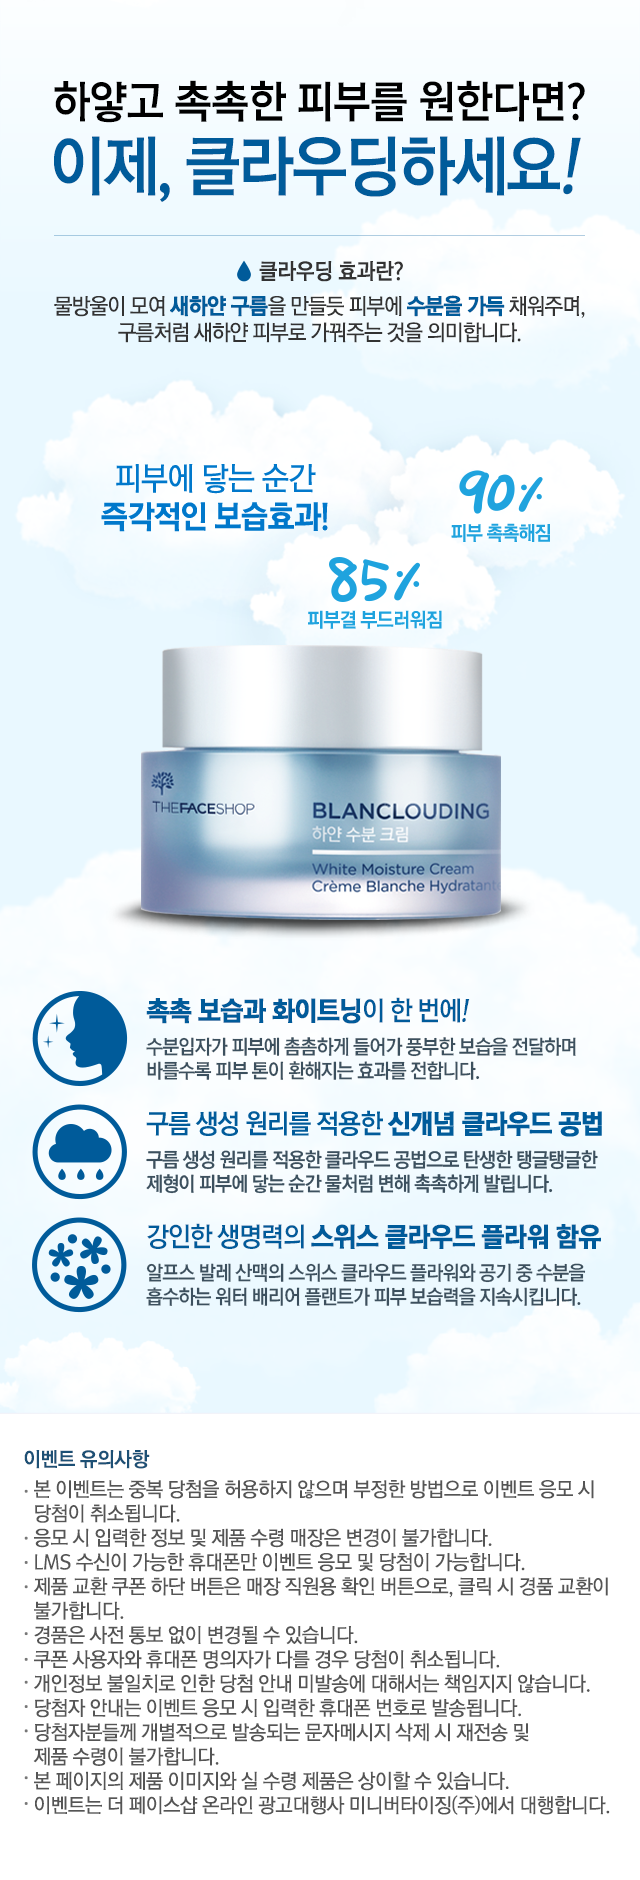 하얗고 촉촉한 피부를 원한다면?
이제, 클라우딩하세요!
클라우딩 효과란?
물방울이 모여 새하얀 구름을 만들듯 피부에 수분을 가득 채워주며,
구름처럼 새하얀 피부로 가꿔주는 것을 의미합니다.
피부에 닿는 순간
즉각적인 보습효과!
90%
피부 촉촉해짐
85%
피부결 부드러워짐
THEFACESHOP
BLANCLOUDING
하얀 수분 크림
White Moisture Cream
Crème Blanche Hydratant
촉촉 보습과 화이트닝이 한 번에!
수분입자가 피부에 촘촘하게 들어가 풍부한 보습을 전달하며
바를수록 피부 톤이 환해지는 효과를 전합니다.
구름 생성 원리를 적용한 신개념 클라우드 공법
구름 생성 원리를 적용한 클라우드 공법으로 탄생한 탱글탱글한
제형이 피부에 닿는 순간 물처럼 변해 촉촉하게 발립니다.
강인한 생명력의 스위스 클라우드 플라워 함유
알프스 발레 산맥의 스위스 클라우드 플라워와 공기 중 수분을
흡수하는 워터 배리어 플랜트가 피부 보습력을 지속시킵니다.
이벤트 유의사항
· 본 이벤트는 중복 당첨을 허용하지 않으며 부정한 방법으로 이벤트 응모 시
당첨이 취소됩니다.
· 응모 시 입력한 정보 및 제품 수령 매장은 변경이 불가합니다.
· LMS 수신이 가능한 휴대폰만 이벤트 응모 및 당첨이 가능합니다.
· 제품 교환 쿠폰 하단 버튼은 매장 직원용 확인 버튼으로, 클릭 시 경품 교환이
불가합니다.
· 경품은 사전 통보 없이 변경될 수 있습니다.
· 쿠폰 사용자와 휴대폰 명의자가 다를 경우 당첨이 취소됩니다.
· 개인정보 불일치로 인한 당첨 안내 미발송에 대해서는 책임지지 않습니다.
· 당첨자 안내는 이벤트 응모 시 입력한 휴대폰 번호로 발송됩니다.
· 당첨자분들께 개별적으로 발송되는 문자메시지 삭제 시 재전송 및
제품 수령이 불가합니다.
· 본 페이지의 제품 이미지와 실 수령 제품은 상이할 수 있습니다.
· 이벤트는 더 페이스샵 온라인 광고대행사 미니버타이징(주)에서 대행합니다.